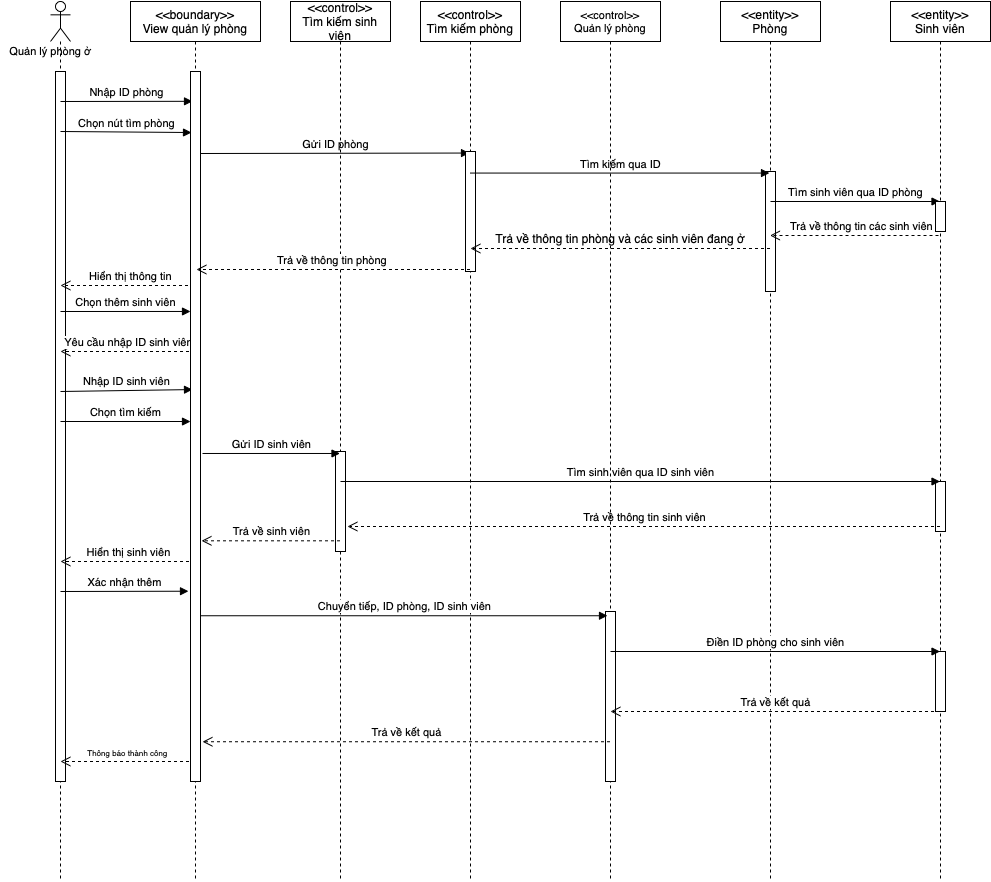 <<boundary>>
View quản lý phòng
<<control>>
Tìm kiếm sinh
viên
<<control>>
Tìm kiếm phòng
<<control>>
Quản lý phòng
<<entity>>
Phòng
<<entity>>
Sinh viên
Quản lý phòng ở
Nhập ID phòng
Chọn nút tìm phòng
Gửi ID phòng
Tìm kiếm qua ID
Tìm sinh viên qua ID phòng
Trả về thông tin các sinh viên
Trả về thông tin phòng và các sinh viên đang ở
Trả về thông tin phòng
Hiển thị thông tin
Chọn thêm sinh viên
Yêu cầu nhập ID sinh viên
Nhập ID sinh viên
Chọn tìm kiếm
Gửi ID sinh viên
Tìm sinh viên qua ID sinh viên
Trả về thông tin sinh viên
Trả về sinh viên
Hiển thị sinh viên
Xác nhận thêm
Chuyển tiếp, ID phòng, ID sinh viên
Điền ID phòng cho sinh viên
Trả về kết quả
Trả về kết quả
Thông báo thành công